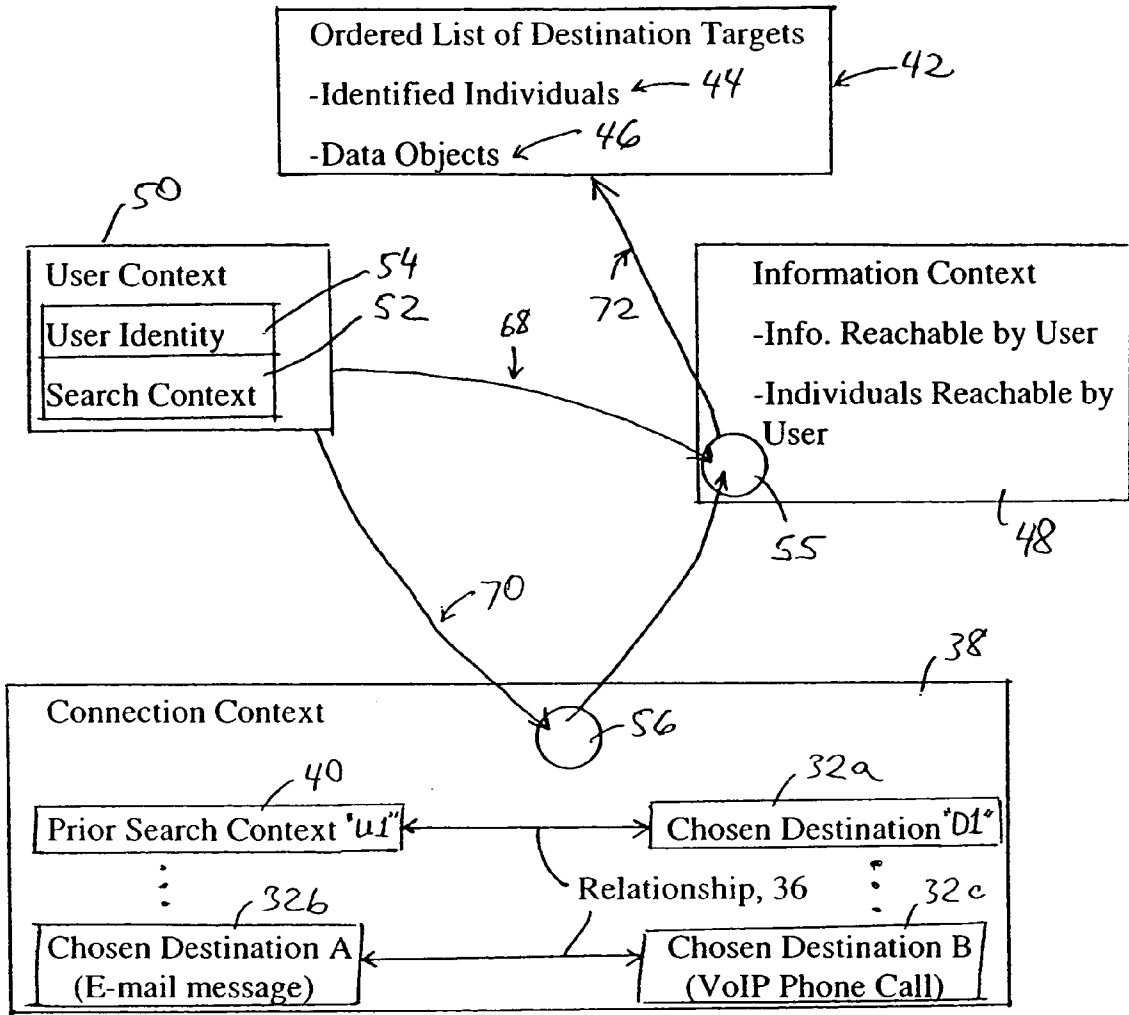 Ordered List of Destination Targets
42
-Identified Individuals
44
-Data Objects
46
50
User Context
54
User Identity
52
Search Context
68
72
Information Context
-Info. Reachable by User
-Individuals Reachable by
User
55
48
70
38
Connection Context
56
40
32a
Prior Search Context "U1"
Chosen Destination "D1"
Relationship, 36
32b
32c
Chosen Destination A
(E-mail message)
Chosen Destination B
(VoIP Phone Call)